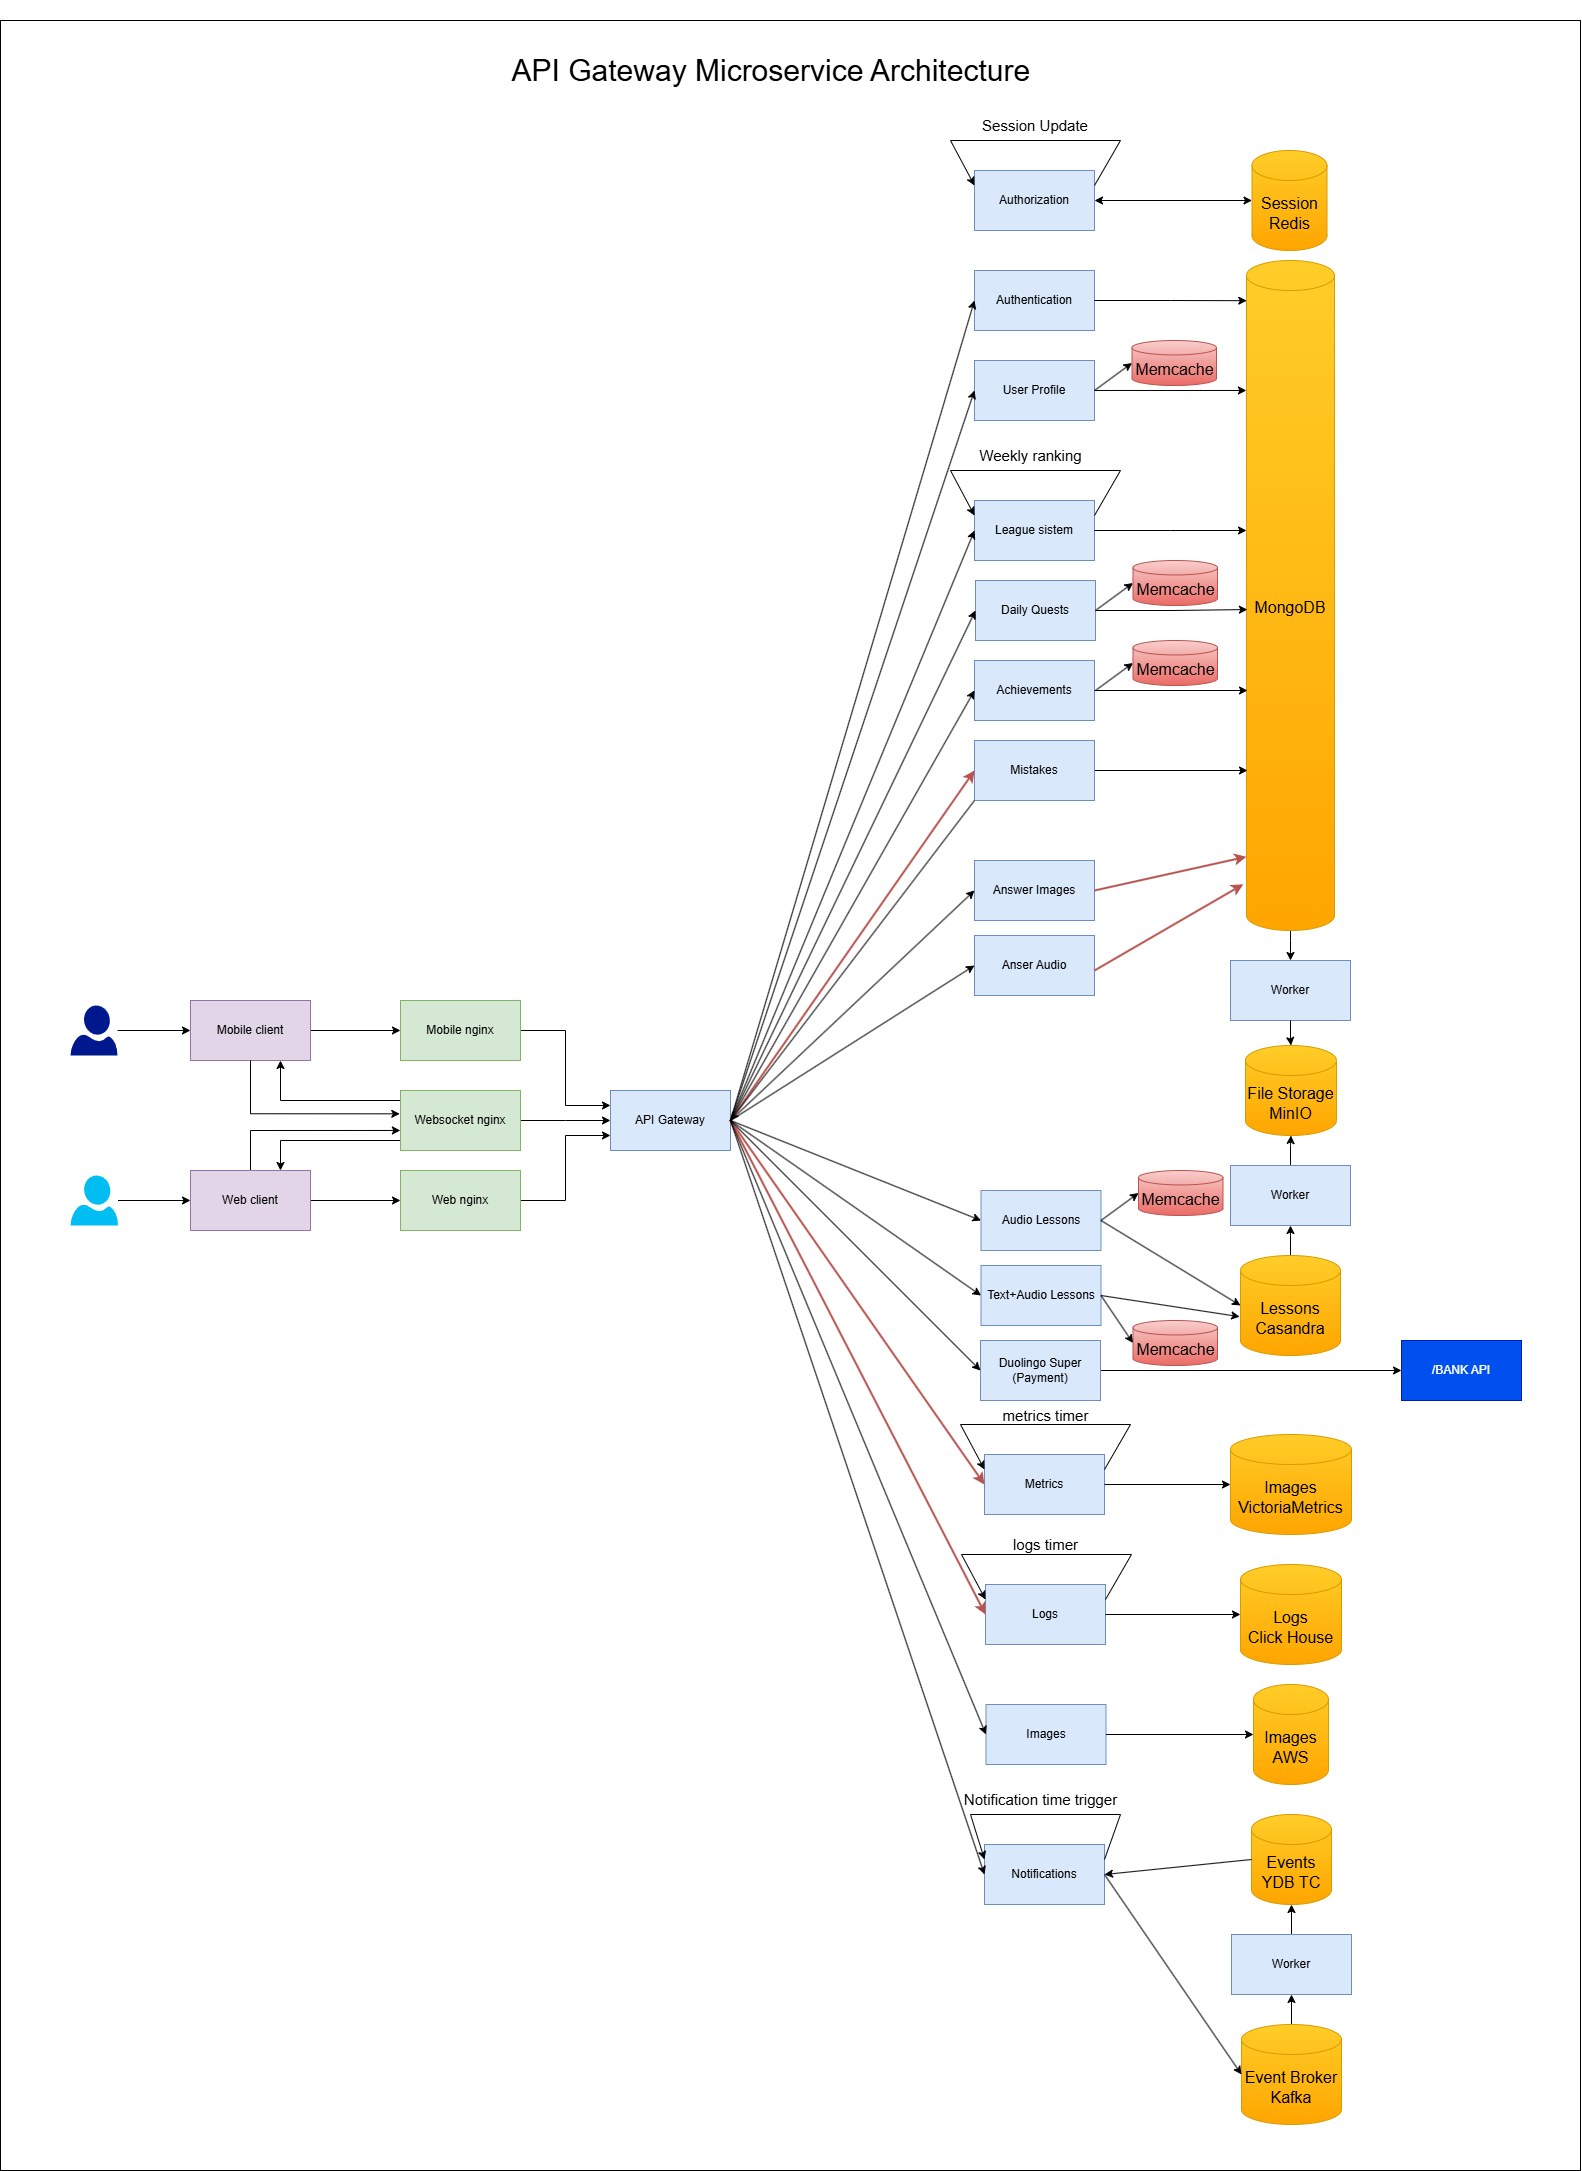 API Gateway Microservice Architecture
Session Update
Authorization
Session
Redis
Authentication
User Profile
Memcache
Weekly ranking
League sistem
Daily Quests
Memcache
MongoDB
Achievements
Memcache
Mistakes
Answer Images
Anser Audio
Worker
File Storage
MinIO
Worker
Mobile client
Mobile nginx
Websocket nginx
API Gateway
Web client
Web nginx
Audio Lessons
Memcache
Text+Audio Lessons
Memcache
Lessons
Casandra
Duolingo Super
(Payment)
/BANK API
metrics timer
Metrics
Images
VictoriaMetrics
logs timer
Logs
Logs
Click House
Images
Images
AWS
Notification time trigger
Notifications
Events
YDB TC
Worker
Event Broker
Kafka